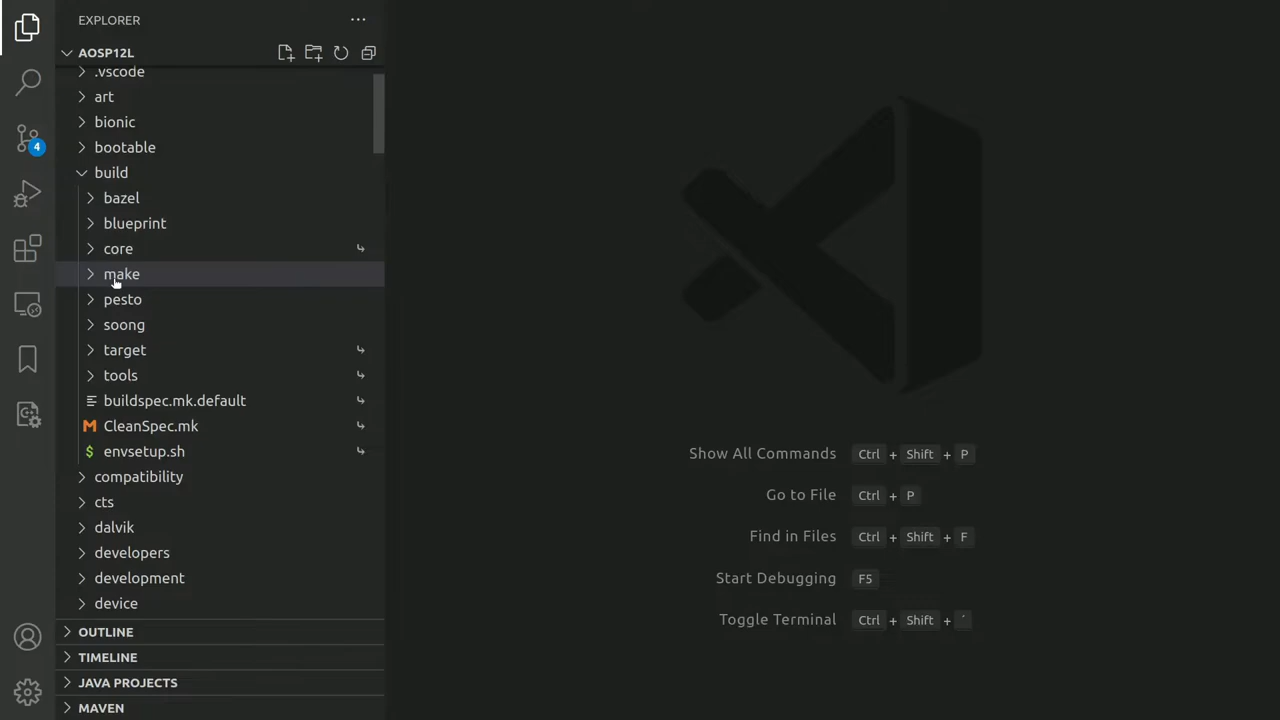 EXPLORER
AOSP12L
.vscode
art
bionic
bootable
build
bazel
blueprint
core
make
pesto
soong
target
tools
buildspec.mk.default
M CleanSpec.mk
$ envsetup.sh
compatibility
cts
dalvik
developers
development
device
OUTLINE
TIMELINE
JAVA PROJECTS
MAVEN
4
Show All Commands Ctrl + Shift + P
Go to File Ctrl + P
Find in Files Ctrl + Shift + F
Start Debugging F5
Toggle Terminal Ctrl + Shift + ´